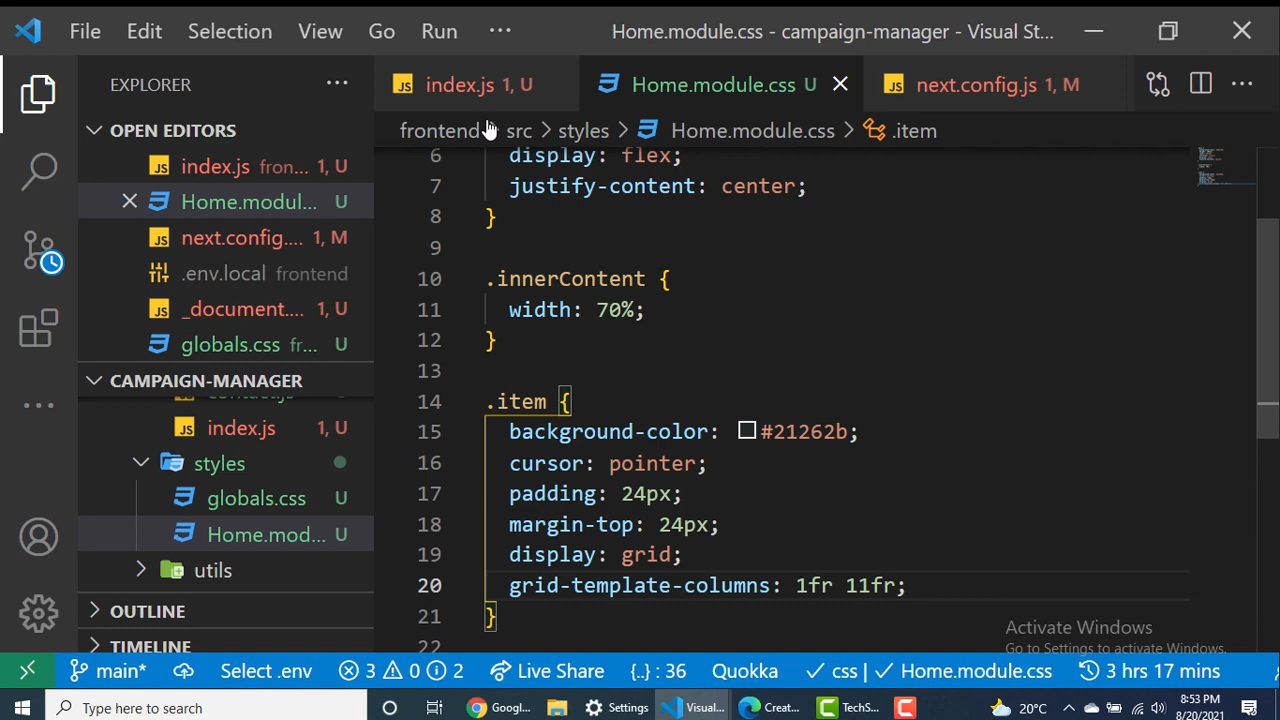 File Edit Selection View Go Run ··· Home.module.css - campaign-manager - Visual St...
EXPLORER ···
index.js 1, U
Home.module.css U
next.config.js 1, M
OPEN EDITORS
index.js fron... 1, U
Home.modul... U
next.config.... 1, M
.env.local frontend
_document.... 1, U
globals.css fr... U
CAMPAIGN-MANAGER
index.js 1, U
styles
globals.css U
Home.mod... U
utils
OUTLINE
TIMELINE
frontend > src > styles > Home.module.css > .item
6 display: flex;
7 justify-content: center;
8 }
9
10 .innerContent {
11 width: 70%;
12 }
13
14 .item {
15 background-color: #21262b;
16 cursor: pointer;
17 padding: 24px;
18 margin-top: 24px;
19 display: grid;
20 grid-template-columns: 1fr 11fr;
21 }
22
Activate Windows
Go to Settings to activate Windows.
main* Select .env 3 0 2 Live Share {..} : 36 Quokka ✓ css | ✓ Home.module.css 3 hrs 17 mins
Type here to search
Googl...
Settings
Visual...
Creat...
TechS...
20°C
8:53 PM
8/20/2021